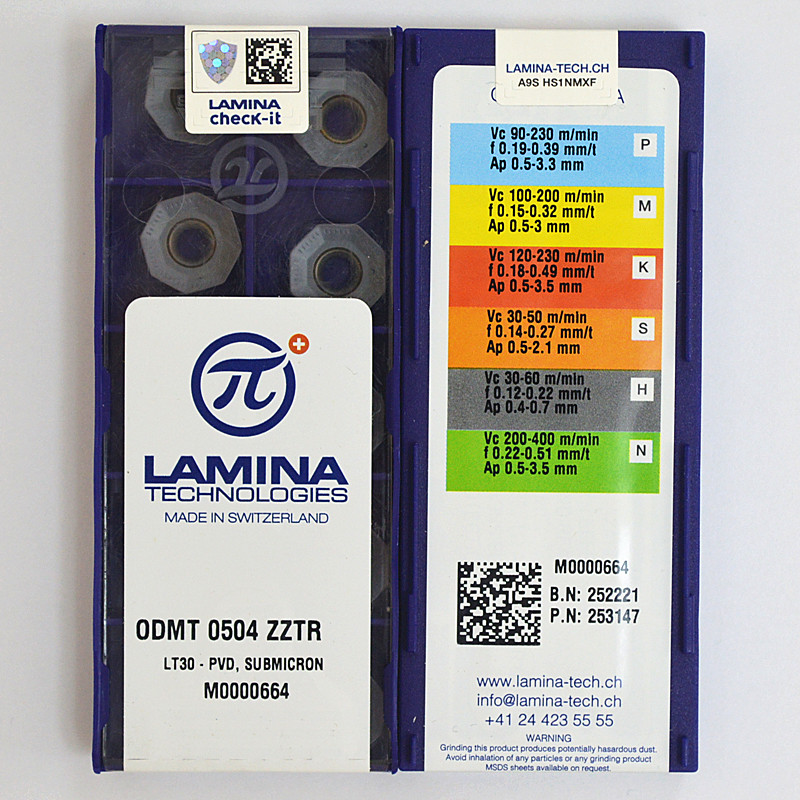 LAMINA
checK-it
LAMINA
TECHNOLOGIES
MADE IN SWITZERLAND
ODMT 0504 ZZTR
LT30 - PVD, SUBMICRON
M0000664
LAMINA-TECH.CH
A9S HS1NMXF
Vc 90-230 m/min
f 0.19-0.39 mm/t
Ap 0.5-3.3 mm
P
Vc 100-200 m/min
f 0.15-0.32 mm/t
Ap 0.5-3 mm
M
Vc 120-230 m/min
f 0.18-0.49 mm/t
Ap 0.5-3.5 mm
K
Vc 30-50 m/min
f 0.14-0.27 mm/t
Ap 0.5-2.1 mm
S
Vc 30-60 m/min
f 0.12-0.22 mm/t
Ap 0.4-0.7 mm
H
Vc 200-400 m/min
f 0.22-0.51 mm/t
Ap 0.5-3.5 mm
N
M0000664
B.N: 252221
P.N: 253147
www.lamina-tech.ch
info@lamina-tech.ch
+41 24 423 55 55
WARNING
Grinding this product produces potentially hazardous dust.
Avoid inhalation of any particles or any grinding product
MSDS sheets available on request.